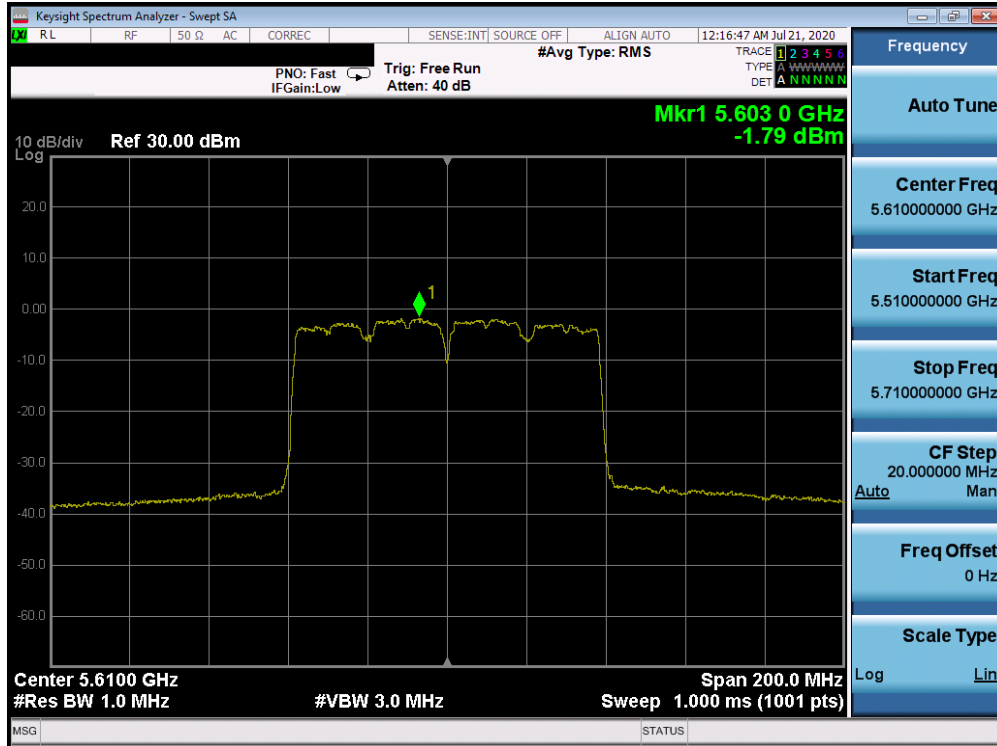 Keysight Spectrum Analyzer - Swept SA
LXI RL RF 50 Ω AC CORREC SENSE:INT SOURCE OFF ALIGN AUTO 12:16:47 AM Jul 21, 2020
#Avg Type: RMS
TRACE 1 2 3 4 5 6
PNO: Fast Trig: Free Run
TYPE A WWWWW
IFGain:Low Atten: 40 dB
DET A N N N N N
Mkr1 5.603 0 GHz
-1.79 dBm
10 dB/div Ref 30.00 dBm
Log
20.0
10.0
1
0.00
-10.0
-20.0
-30.0
-40.0
-50.0
-60.0
Center 5.6100 GHz Span 200.0 MHz
#Res BW 1.0 MHz #VBW 3.0 MHz Sweep 1.000 ms (1001 pts)
MSG STATUS
Frequency
Auto Tune
Center Freq
5.610000000 GHz
Start Freq
5.510000000 GHz
Stop Freq
5.710000000 GHz
CF Step
20.000000 MHz
Auto Man
Freq Offset
0 Hz
Scale Type
Log Lin